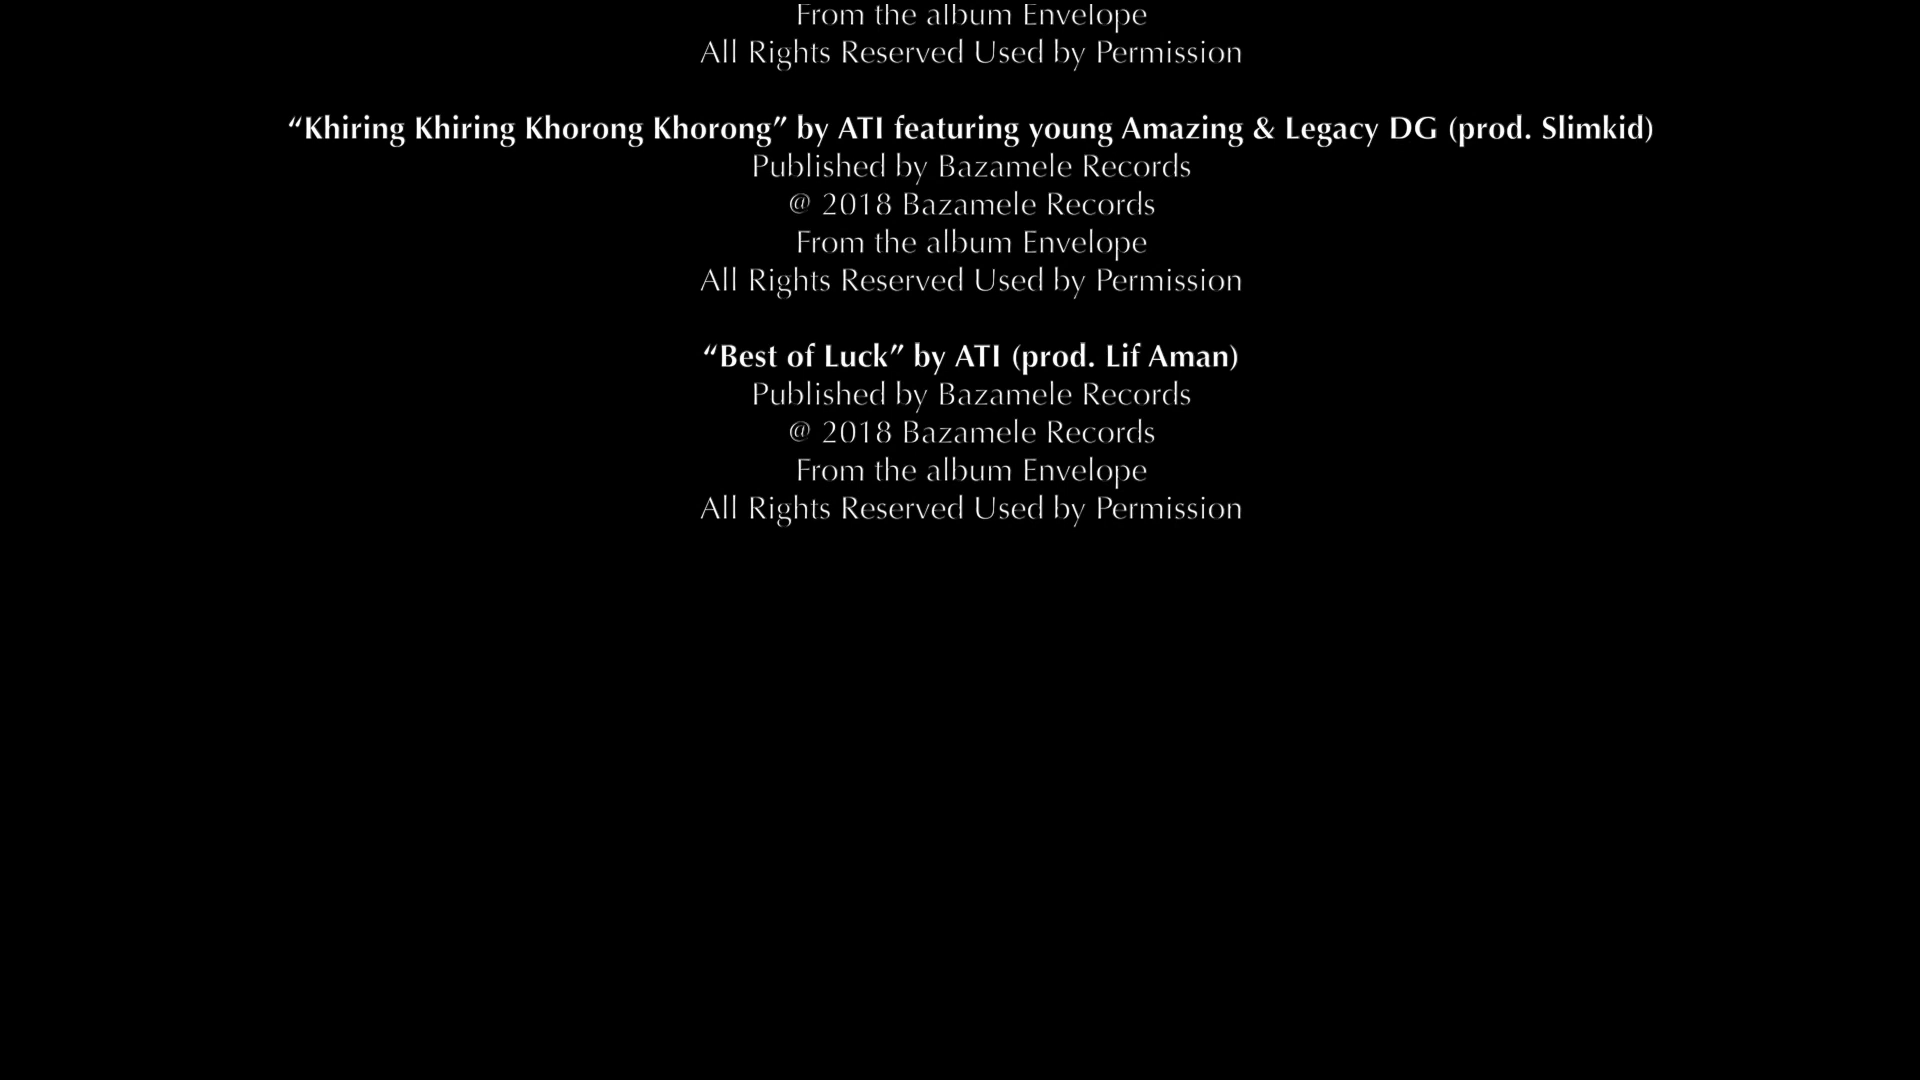 From the album Envelope
All Rights Reserved Used by Permission
“Khiring Khiring Khorong Khorong” by ATI featuring young Amazing & Legacy DG (prod. Slimkid)
Published by Bazamele Records
@ 2018 Bazamele Records
From the album Envelope
All Rights Reserved Used by Permission
“Best of Luck” by ATI (prod. Lif Aman)
Published by Bazamele Records
@ 2018 Bazamele Records
From the album Envelope
All Rights Reserved Used by Permission